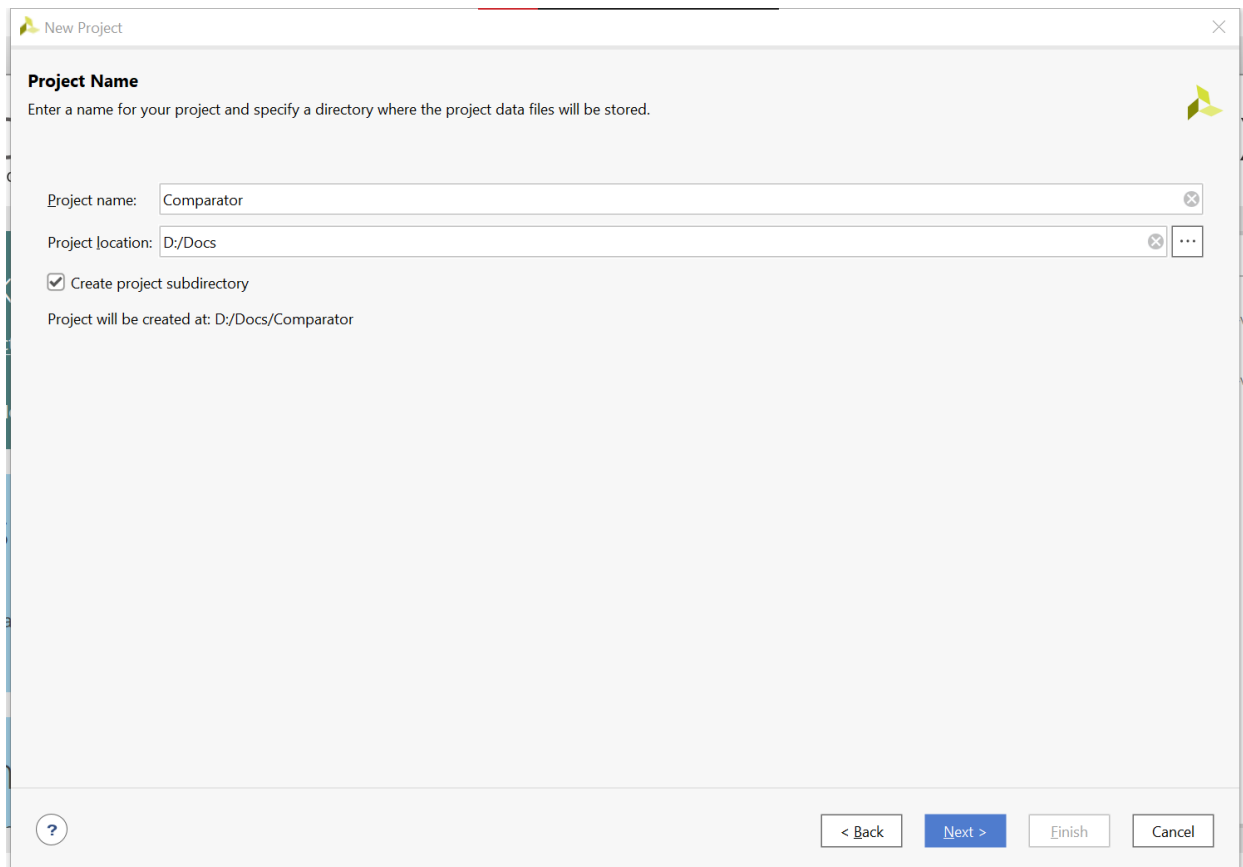 New Project
Project Name
Enter a name for your project and specify a directory where the project data files will be stored.
Project name: Comparator
Project location: D:/Docs ...
Create project subdirectory
Project will be created at: D:/Docs/Comparator
? < Back Next > Finish Cancel